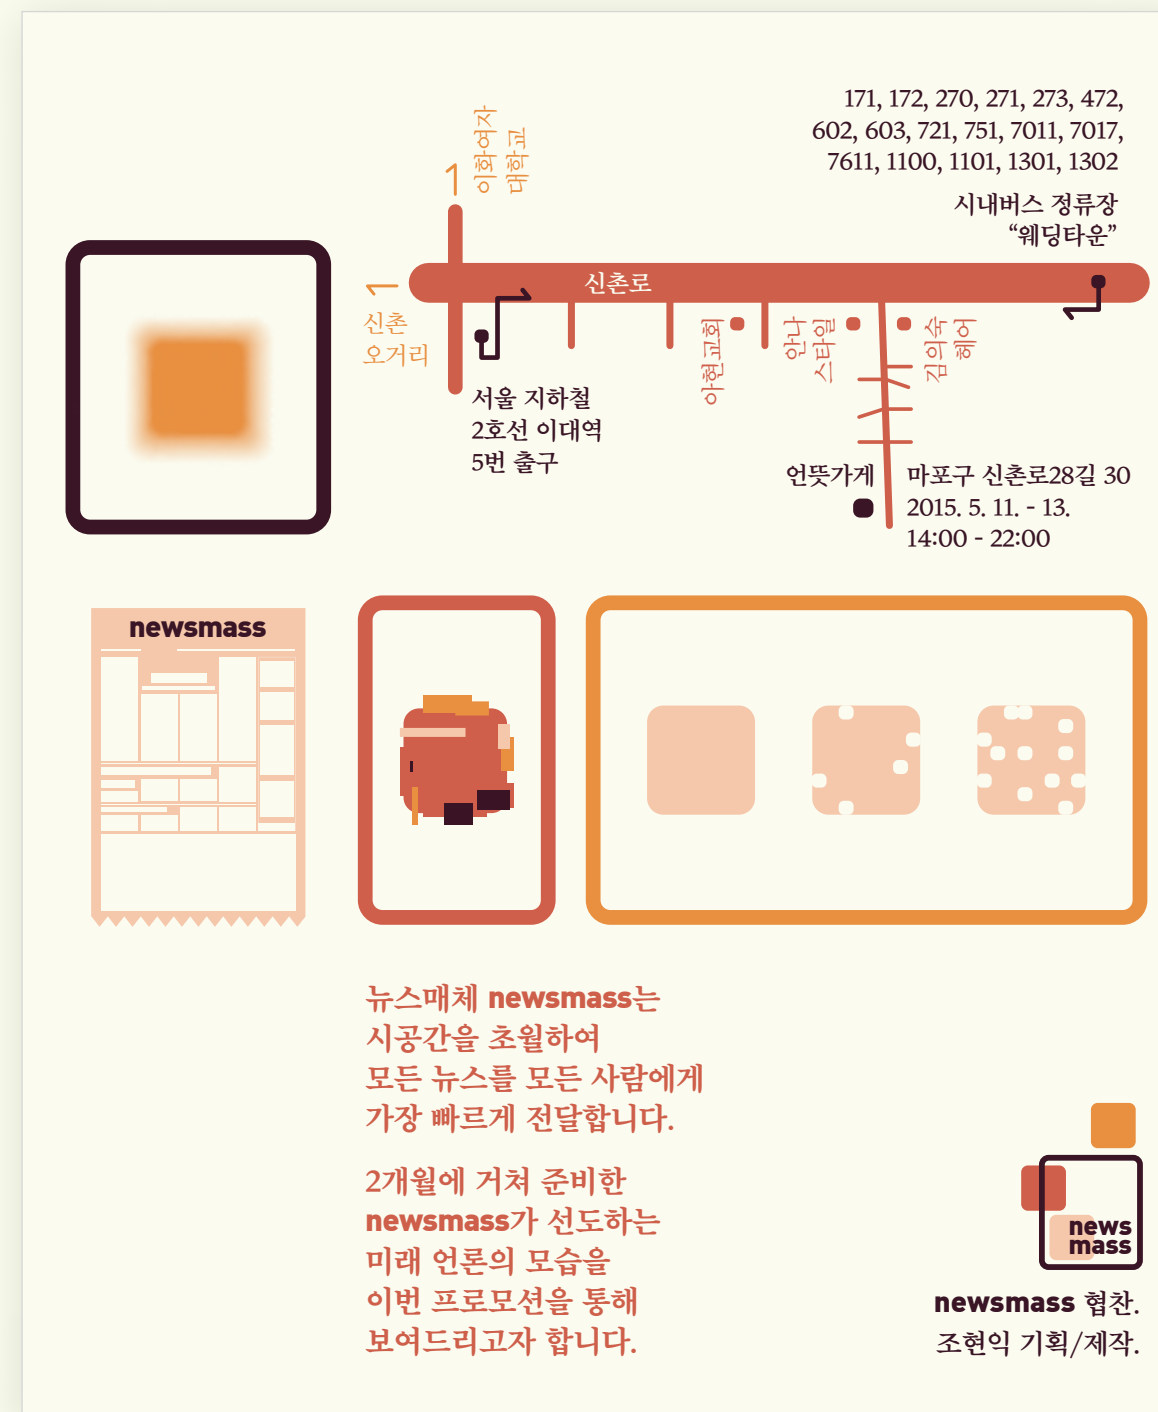 171, 172, 270, 271, 273, 472,
602, 603, 721, 751, 7011, 7017,
7611, 1100, 1101, 1301, 1302
시내버스 정류장
“웨딩타운”
1
이화여자
대학교
1
신촌
오거리
신촌로
아현교회
안나
스타일
김의숙
헤어
서울 지하철
2호선 이대역
5번 출구
언뜻가게
마포구 신촌로28길 30
2015. 5. 11. - 13.
14:00 - 22:00
newsmass
뉴스매체 newsmass는
시공간을 초월하여
모든 뉴스를 모든 사람에게
가장 빠르게 전달합니다.
2개월에 거쳐 준비한
newsmass가 선도하는
미래 언론의 모습을
이번 프로모션을 통해
보여드리고자 합니다.
news
mass
newsmass 협찬.
조현익 기획/제작.